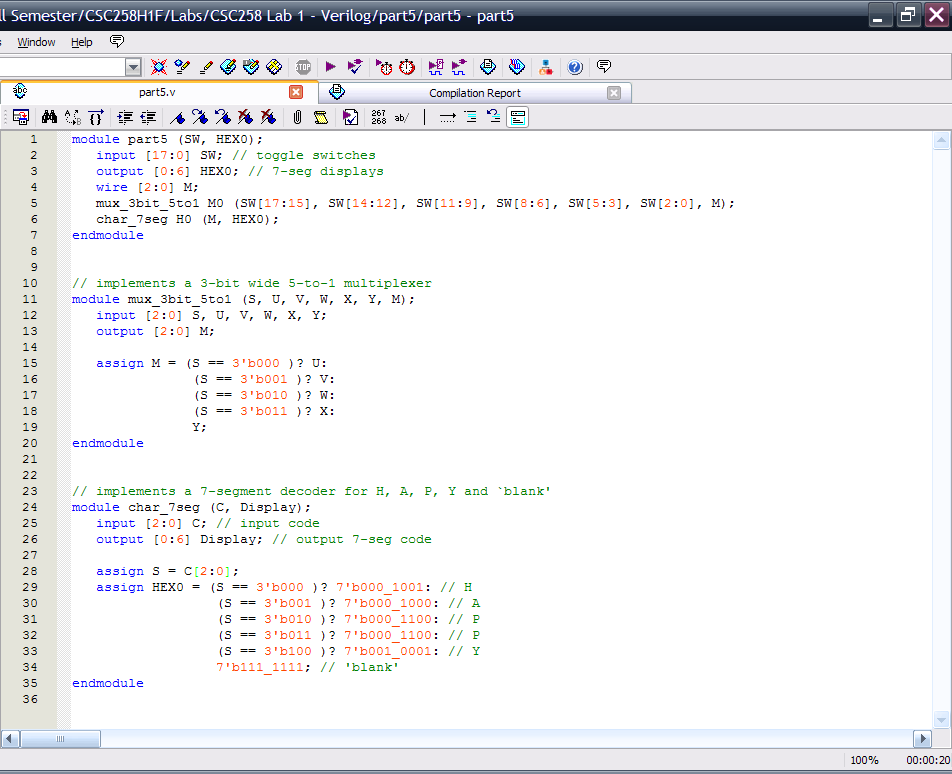 ll Semester/CSC258H1F/Labs/CSC258 Lab 1 - Verilog/part5/part5 - part5
Window Help
STOP
abc part5.v Compilation Report
267
268 ab/
1 module part5 (SW, HEX0);
2 input [17:0] SW; // toggle switches
3 output [0:6] HEX0; // 7-seg displays
4 wire [2:0] M;
5 mux_3bit_5to1 M0 (SW[17:15], SW[14:12], SW[11:9], SW[8:6], SW[5:3], SW[2:0], M);
6 char_7seg H0 (M, HEX0);
7 endmodule
8
9
10 // implements a 3-bit wide 5-to-1 multiplexer
11 module mux_3bit_5to1 (S, U, V, W, X, Y, M);
12 input [2:0] S, U, V, W, X, Y;
13 output [2:0] M;
14
15 assign M = (S == 3'b000 )? U:
16 (S == 3'b001 )? V:
17 (S == 3'b010 )? W:
18 (S == 3'b011 )? X:
19 Y;
20 endmodule
21
22
23 // implements a 7-segment decoder for H, A, P, Y and `blank'
24 module char_7seg (C, Display);
25 input [2:0] C; // input code
26 output [0:6] Display; // output 7-seg code
27
28 assign S = C[2:0];
29 assign HEX0 = (S == 3'b000 )? 7'b000_1001: // H
30 (S == 3'b001 )? 7'b000_1000: // A
31 (S == 3'b010 )? 7'b000_1100: // P
32 (S == 3'b011 )? 7'b000_1100: // P
33 (S == 3'b100 )? 7'b001_0001: // Y
34 7'b111_1111; // 'blank'
35 endmodule
36
100% 00:00:20